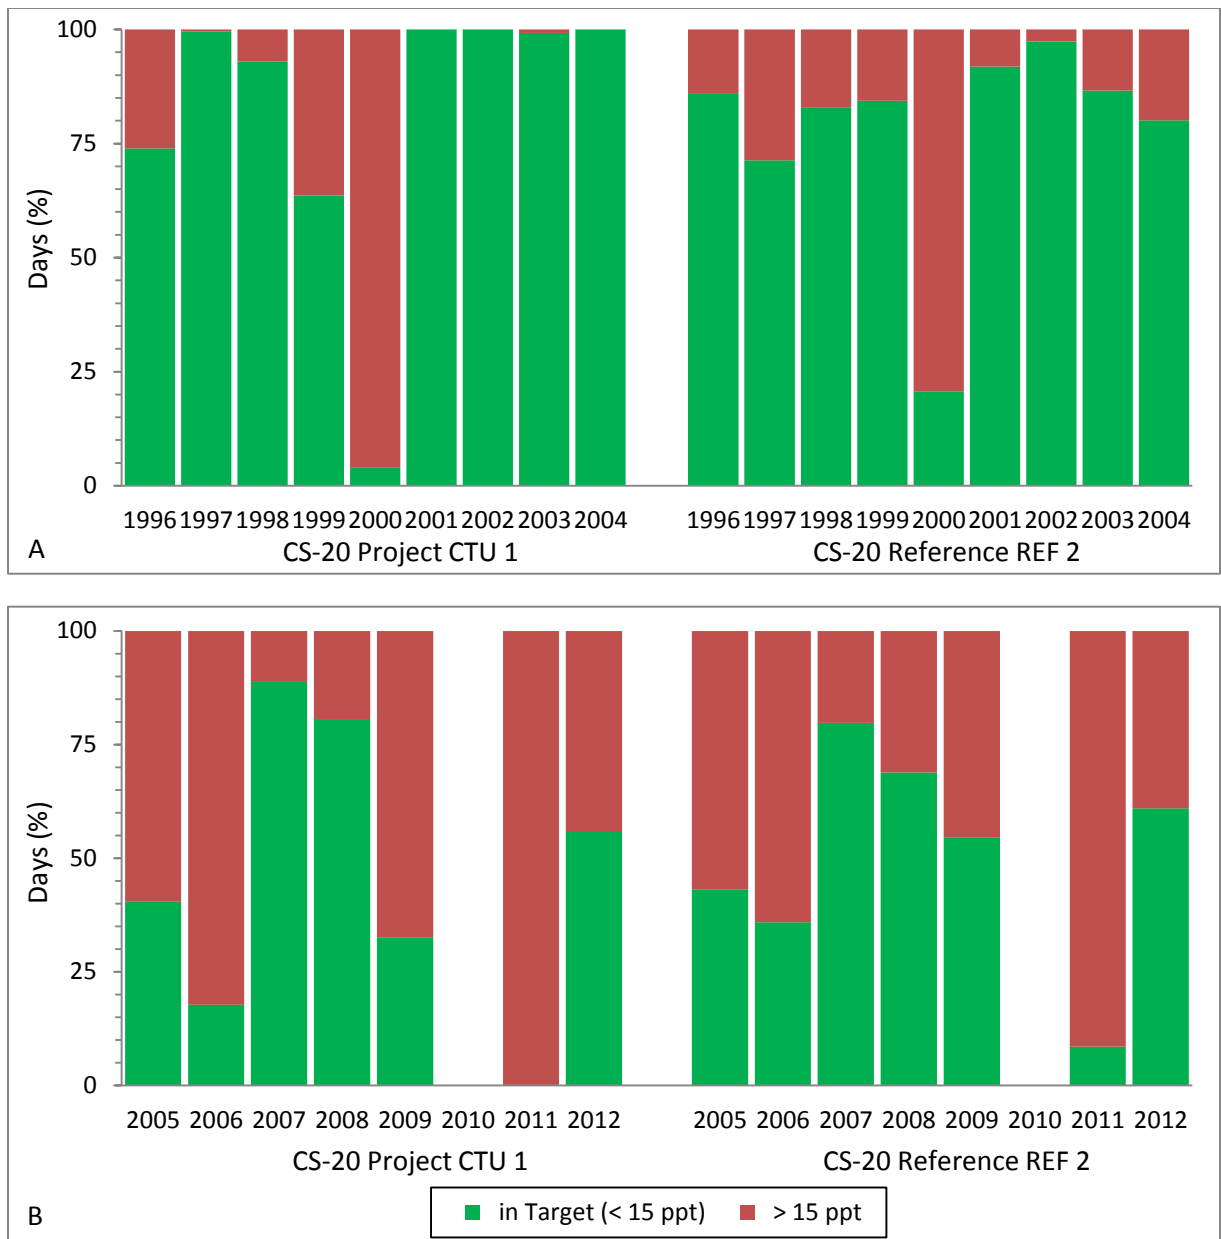 100
75
50
25
0
Days (%)
1996 1997 1998 1999 2000 2001 2002 2003 2004 1996 1997 1998 1999 2000 2001 2002 2003 2004
A CS-20 Project CTU 1 CS-20 Reference REF 2
100
75
50
25
0
Days (%)
2005 2006 2007 2008 2009 2010 2011 2012 2005 2006 2007 2008 2009 2010 2011 2012
CS-20 Project CTU 1 CS-20 Reference REF 2
B in Target (< 15 ppt) > 15 ppt